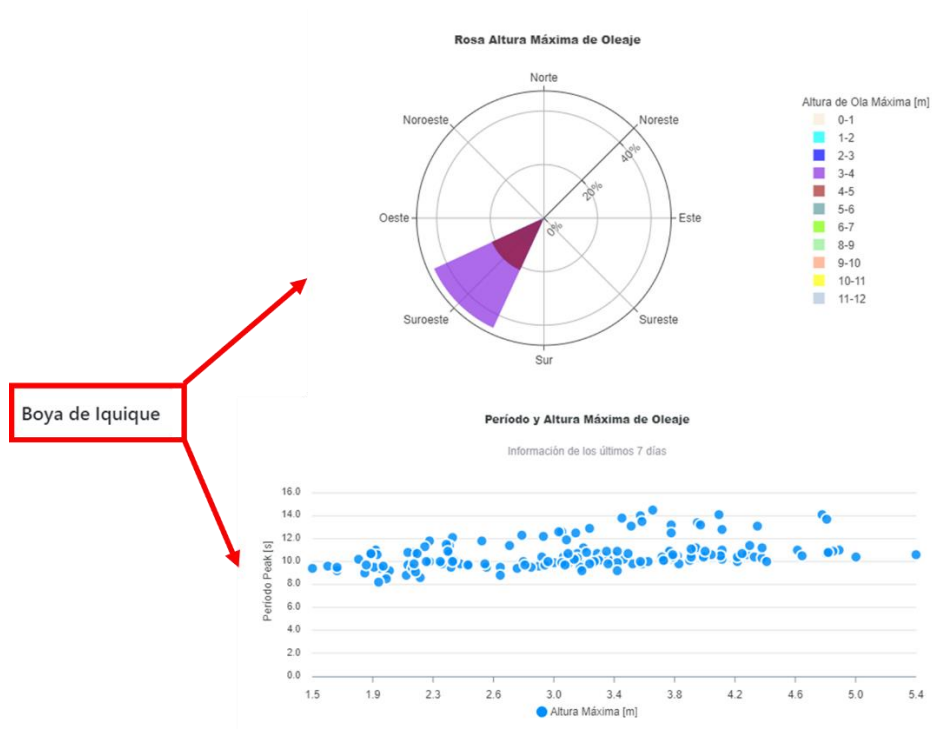 Rosa Altura Máxima de Oleaje
Norte
Noroeste
Noreste
40%
20%
Oeste
0%
Este
Suroeste
Sureste
Sur
Altura de Ola Máxima [m]
0-1
1-2
2-3
3-4
4-5
5-6
6-7
8-9
9-10
10-11
11-12
Boya de Iquique
Período y Altura Máxima de Oleaje
Información de los últimos 7 días
Período Peak [s]
16.0
14.0
12.0
10.0
8.0
6.0
4.0
2.0
0.0
1.5 1.9 2.3 2.6 3.0 3.4 3.8 4.2 4.6 5.0 5.4
Altura Máxima [m]